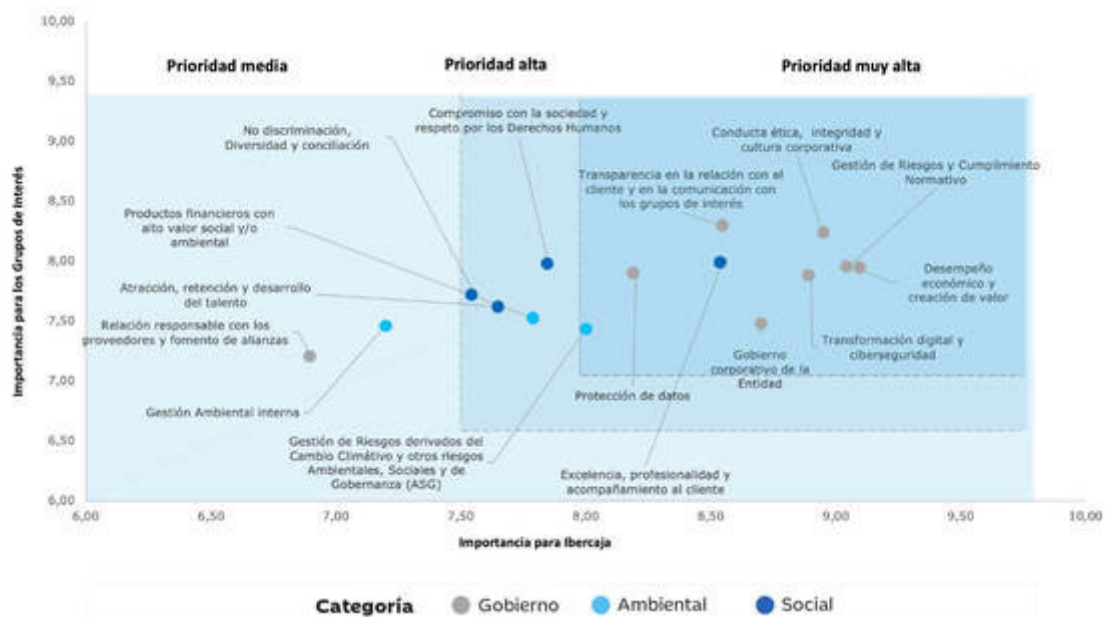 10,00
9,50
9,00
8,50
8,00
7,50
7,00
6,50
6,00
Importancia para los Grupos de Interés
Prioridad media
Prioridad alta
Prioridad muy alta
No discriminación,
Diversidad y conciliación
Compromiso con la sociedad y
respeto por los Derechos Humanos
Conducta ética, integridad y
cultura corporativa
Transparencia en la relación con el
cliente y en la comunicación con
los grupos de interés
Gestión de Riesgos y Cumplimiento
Normativo
Productos financieros con
alto valor social y/o
ambiental
Atracción, retención y desarrollo
del talento
Relación responsable con los
proveedores y fomento de alianzas
Desempeño
económico y
creación de valor
Transformación digital y
ciberseguridad
Gobierno
corporativo de la
Entidad
Protección de datos
Gestión Ambiental interna
Gestión de Riesgos derivados del
Cambio Climátivo y otros riesgos
Ambientales, Sociales y de
Gobernanza (ASG)
Excelencia, profesionalidad y
acompañamiento al cliente
6,00 6,50 7,00 7,50 8,00 8,50 9,00 9,50 10,00
Importancia para Ibercaja
Categoría Gobierno Ambiental Social